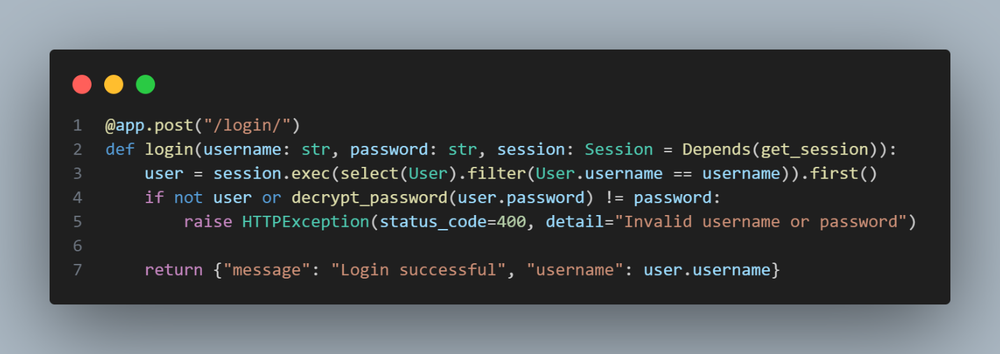 1 @app.post("/login/")
2 def login(username: str, password: str, session: Session = Depends(get_session)):
3     user = session.exec(select(User).filter(User.username == username)).first()
4     if not user or decrypt_password(user.password) != password:
5         raise HTTPException(status_code=400, detail="Invalid username or password")
6
7     return {"message": "Login successful", "username": user.username}